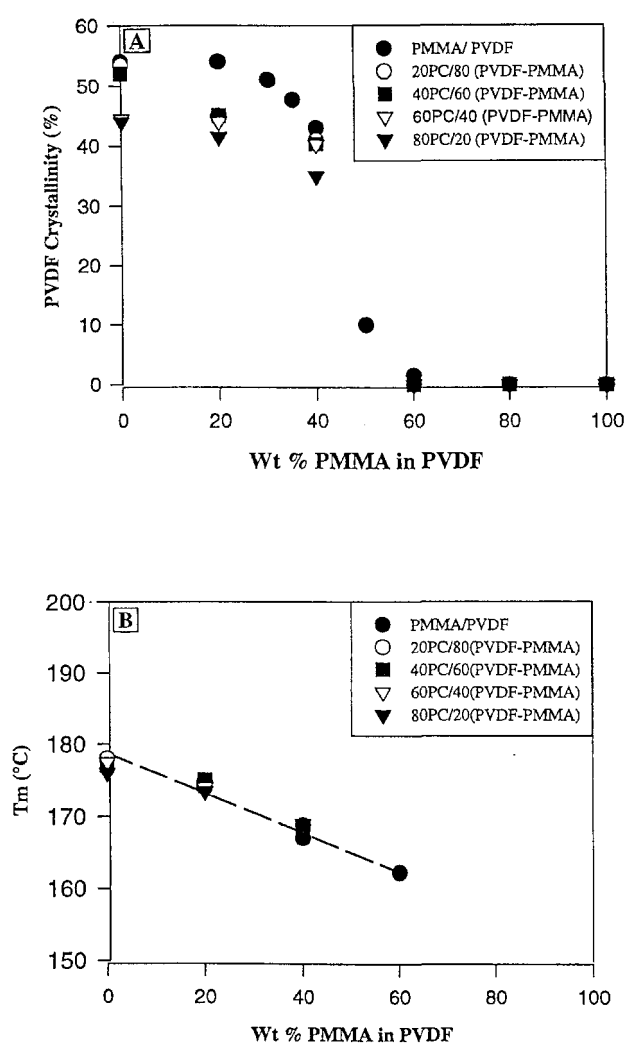 A
60
50
40
30
20
10
0
PVDF Crystallinity (%)
PMMA/ PVDF
20PC/80 (PVDF-PMMA)
40PC/60 (PVDF-PMMA)
60PC/40 (PVDF-PMMA)
80PC/20 (PVDF-PMMA)
0 20 40 60 80 100
Wt % PMMA in PVDF
B
200
190
180
170
160
150
Tm (°C)
PMMA/PVDF
20PC/80(PVDF-PMMA)
40PC/60(PVDF-PMMA)
60PC/40(PVDF-PMMA)
80PC/20(PVDF-PMMA)
0 20 40 60 80 100
Wt % PMMA in PVDF